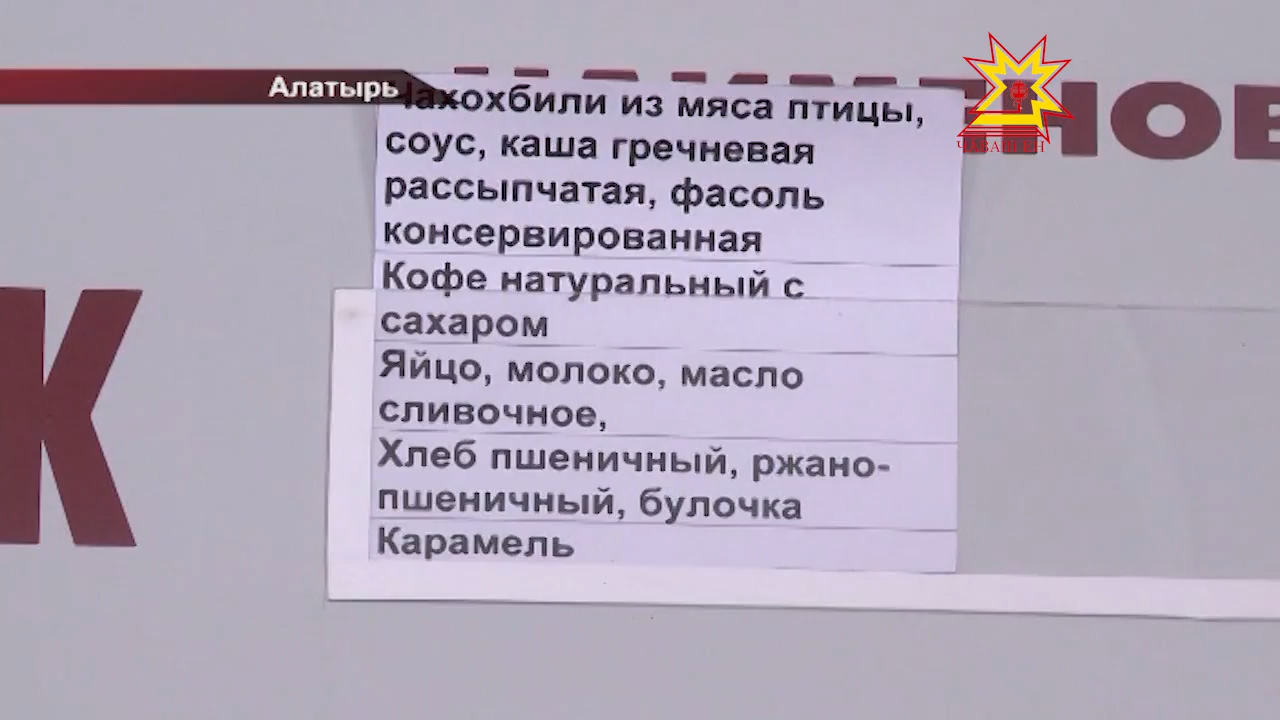 Алатырь
Чахохбили из мяса птицы,
соус, каша гречневая
рассыпчатая, фасоль
консервированная
Кофе натуральный с
сахаром
Яйцо, молоко, масло
сливочное,
Хлеб пшеничный, ржано-
пшеничный, булочка
Карамель
К